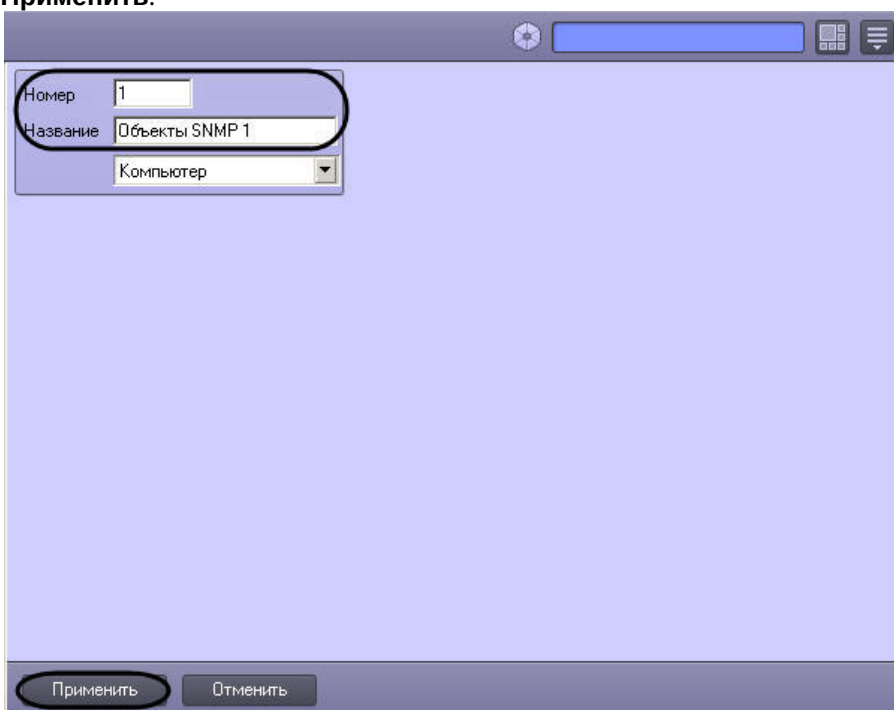 Применить.
Номер 1
Название Объекты SNMP 1
Компьютер
Применить Отменить